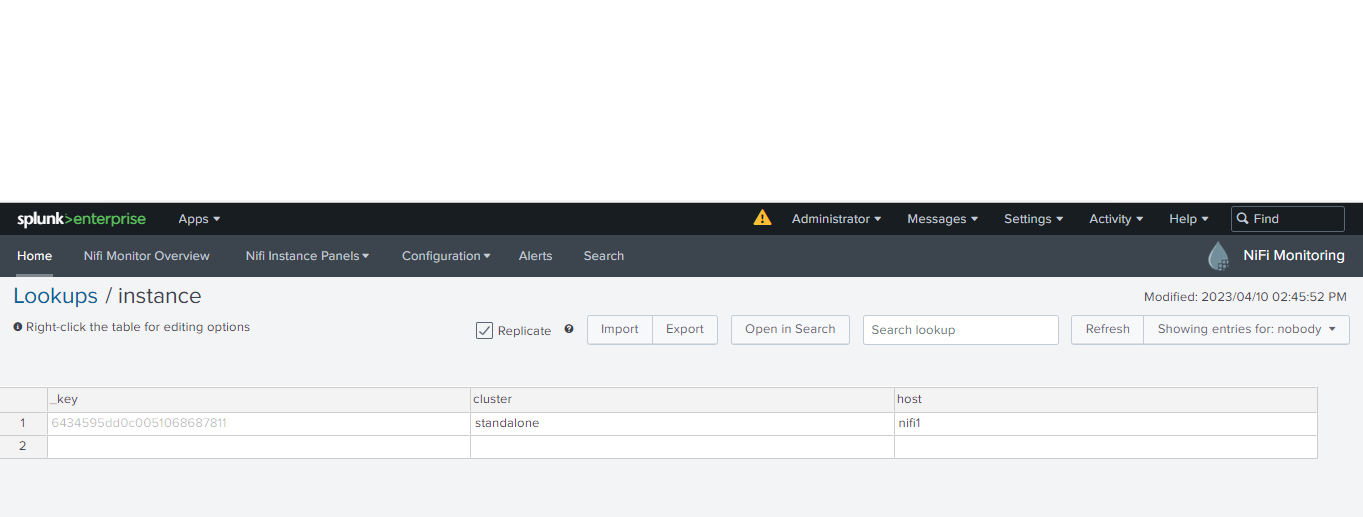 splunk>enterprise Apps Administrator Messages Settings Activity Help Find
Home Nifi Monitor Overview Nifi Instance Panels Configuration Alerts Search NiFi Monitoring
Lookups / instance
Modified: 2023/04/10 02:45:52 PM
Right-click the table for editing options
Replicate Import Export Open in Search Search lookup Refresh Showing entries for: nobody
_key cluster host
1 6434595dd0c0051068687811 standalone nifi1
2